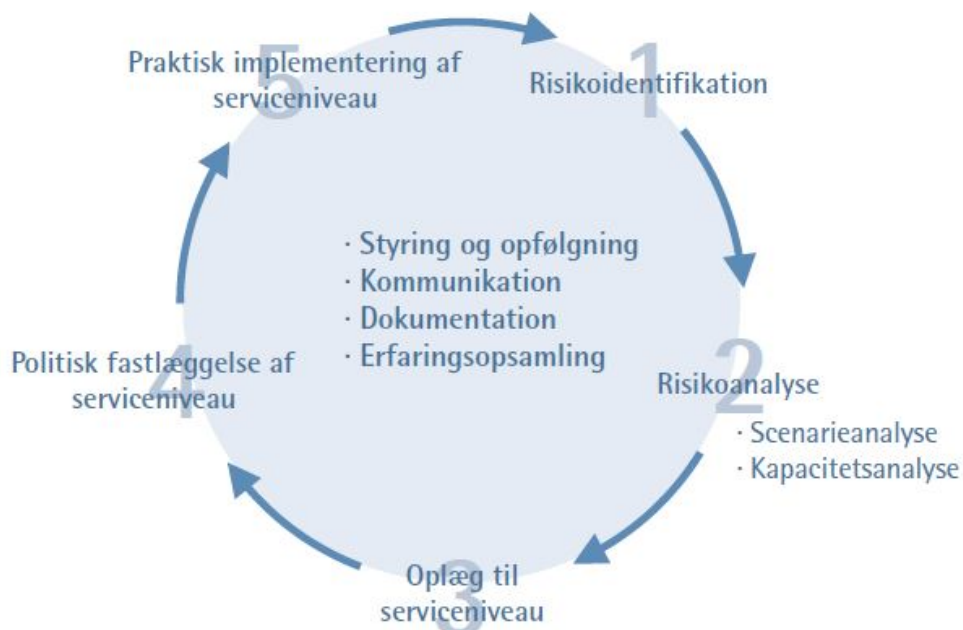 1
Risikoidentifikation
2
Risikoanalyse
· Scenarieanalyse
· Kapacitetsanalyse
3
Oplæg til
serviceniveau
4
Politisk fastlæggelse af
serviceniveau
5
Praktisk implementering af
serviceniveau
· Styring og opfølgning
· Kommunikation
· Dokumentation
· Erfaringsopsamling